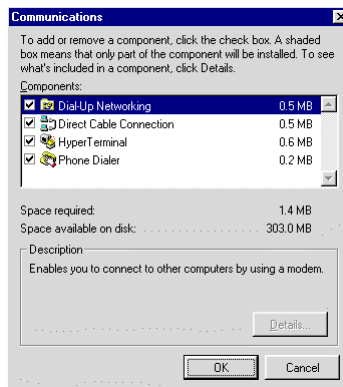 Communications
To add or remove a component, click the check box. A shaded
box means that only part of the component will be installed. To see
what's included in a component, click Details.
Components:
Dial-Up Networking 0.5 MB
Direct Cable Connection 0.5 MB
HyperTerminal 0.6 MB
Phone Dialer 0.2 MB
Space required: 1.4 MB
Space available on disk: 303.0 MB
Description
Enables you to connect to other computers by using a modem.
Details...
OK Cancel